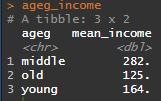 > ageg_income
# A tibble: 3 x 2
ageg mean_income
<chr> <dbl>
1 middle 282.
2 old 125.
3 young 164.